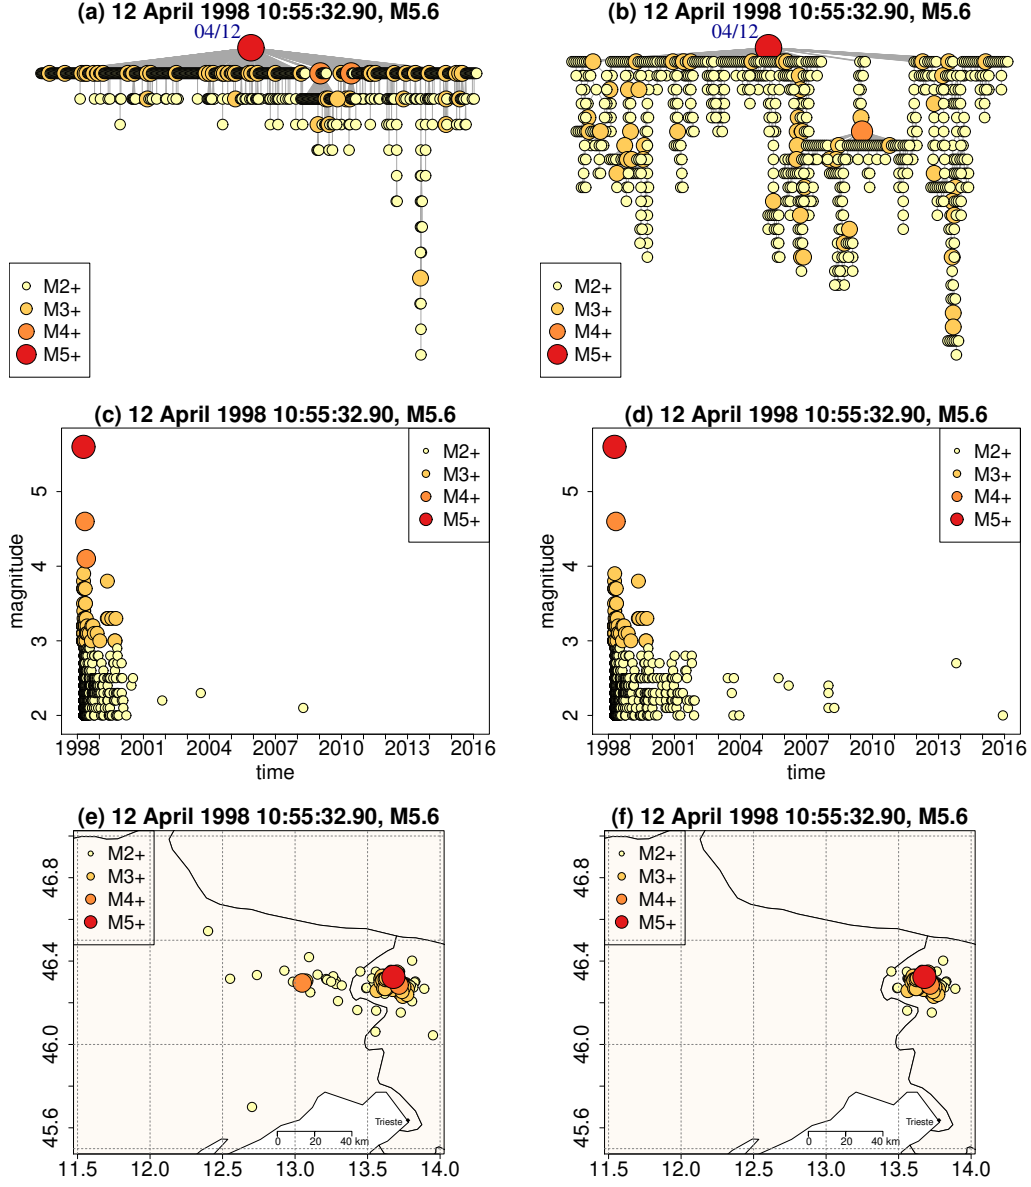 (a) 12 April 1998 10:55:32.90, M5.6
04/12
M2+
M3+
M4+
M5+
(b) 12 April 1998 10:55:32.90, M5.6
04/12
M2+
M3+
M4+
M5+
(c) 12 April 1998 10:55:32.90, M5.6
M2+
M3+
M4+
M5+
magnitude
5
4
3
2
1998 2001 2004 2007 2010 2013 2016
time
(d) 12 April 1998 10:55:32.90, M5.6
M2+
M3+
M4+
M5+
magnitude
5
4
3
2
1998 2001 2004 2007 2010 2013 2016
time
(e) 12 April 1998 10:55:32.90, M5.6
M2+
M3+
M4+
M5+
46.8
46.4
46.0
45.6
Trieste
0 20 40 km
11.5 12.0 12.5 13.0 13.5 14.0
(f) 12 April 1998 10:55:32.90, M5.6
M2+
M3+
M4+
M5+
46.8
46.4
46.0
45.6
Trieste
0 20 40 km
11.5 12.0 12.5 13.0 13.5 14.0